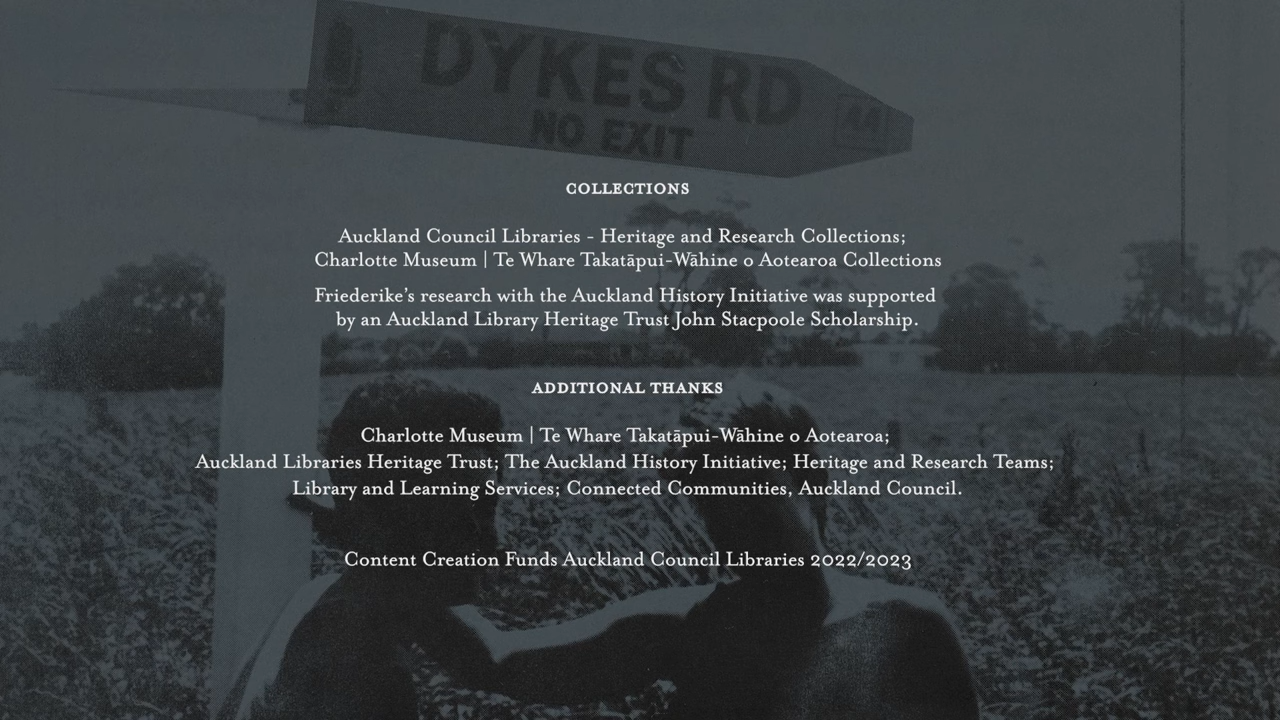 DYKES RD
NO EXIT
COLLECTIONS
Auckland Council Libraries - Heritage and Research Collections;
Charlotte Museum | Te Whare Takatāpui-Wāhine o Aotearoa Collections
Friederike's research with the Auckland History Initiative was supported
by an Auckland Library Heritage Trust John Stacpoole Scholarship.
ADDITIONAL THANKS
Charlotte Museum | Te Whare Takatāpui-Wāhine o Aotearoa;
Auckland Libraries Heritage Trust; The Auckland History Initiative; Heritage and Research Teams;
Library and Learning Services; Connected Communities, Auckland Council.
Content Creation Funds Auckland Council Libraries 2022/2023